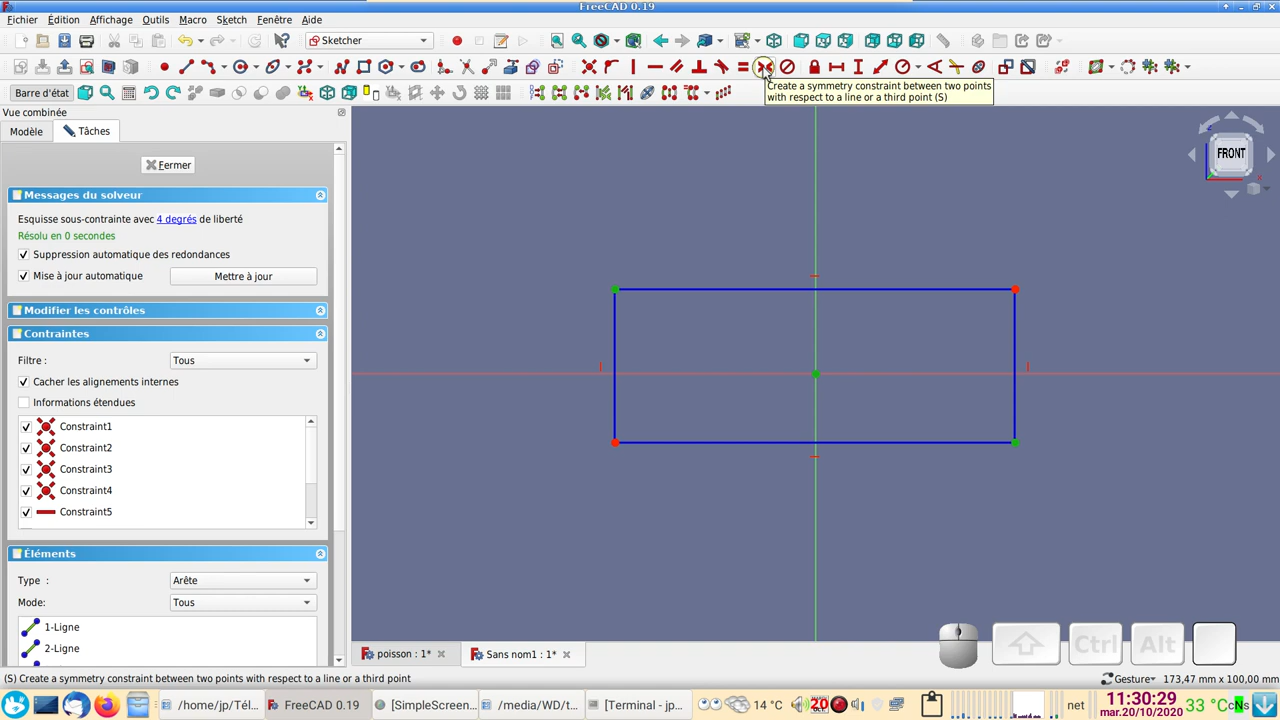 FreeCAD 0.19
Fichier Édition Affichage Outils Macro Sketch Fenêtre Aide
Sketcher
Create a symmetry constraint between two points
with respect to a line or a third point (S)
Barre d'état
Vue combinée
Modèle Tâches
Fermer
Messages du solveur
Esquisse sous-contrainte avec 4 degrés de liberté
Résolu en 0 secondes
Suppression automatique des redondances
Mise à jour automatique Mettre à jour
Modifier les contrôles
Contraintes
Filtre : Tous
Cacher les alignements internes
Informations étendues
Constraint1
Constraint2
Constraint3
Constraint4
Constraint5
Éléments
Type : Arête
Mode: Tous
1-Ligne
2-Ligne
FRONT
poisson : 1* Sans nom1 : 1*
Ctrl Alt
(S) Create a symmetry constraint between two points with respect to a line or a third point
Gesture 173,47 mm x 100,00 mm
/home/jp/Tél... FreeCAD 0.19 [SimpleScreen... /media/WD/t... [Terminal - jp... 14 °C 20 net 11:30:29 33 °C
mar.20/10/2020